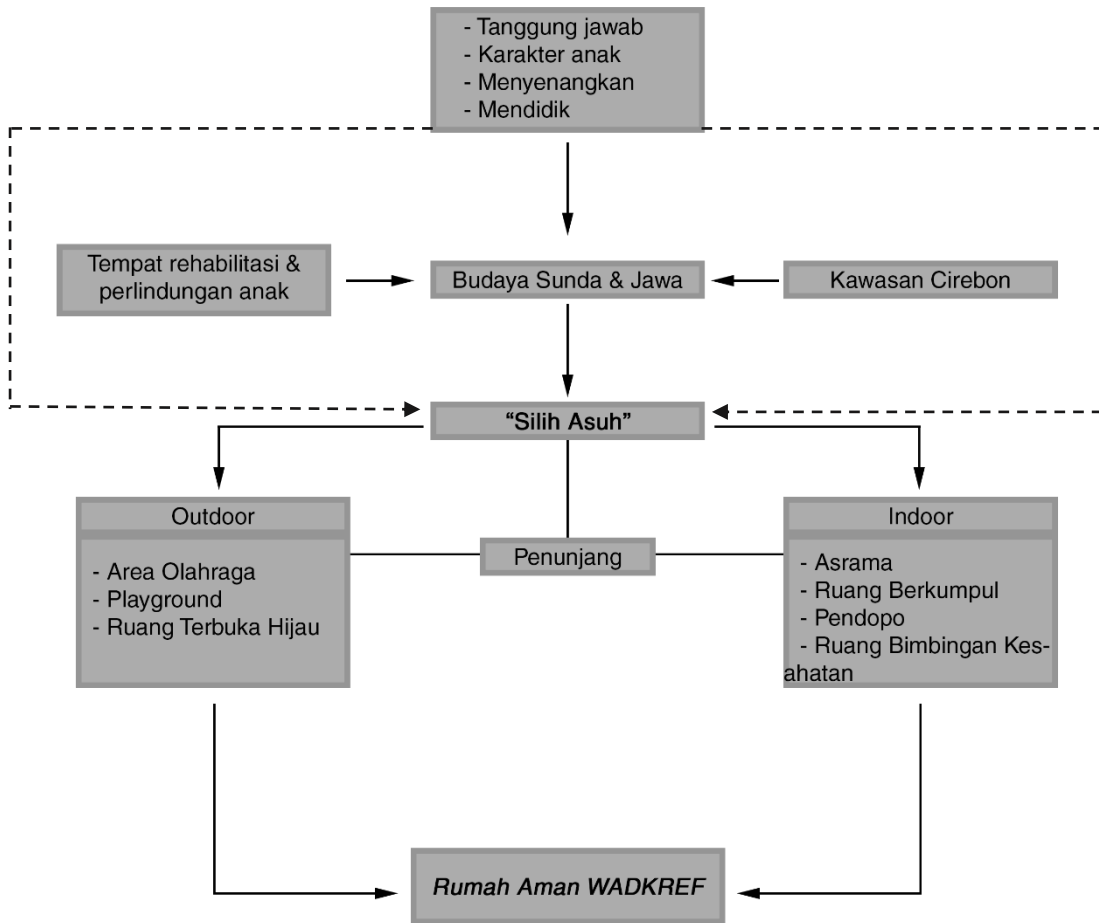 - Tanggung jawab
- Karakter anak
- Menyenangkan
- Mendidik
Tempat rehabilitasi &
perlindungan anak
Budaya Sunda & Jawa
Kawasan Cirebon
“Silih Asuh”
Outdoor
- Area Olahraga
- Playground
- Ruang Terbuka Hijau
Penunjang
Indoor
- Asrama
- Ruang Berkumpul
- Pendopo
- Ruang Bimbingan Kes-
ahatan
Rumah Aman WADKREF